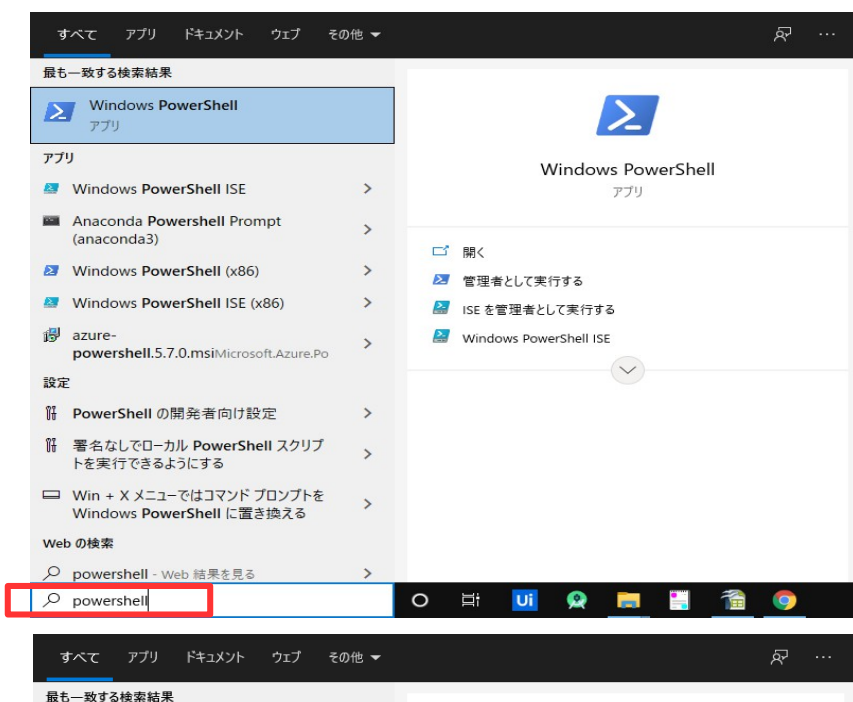 すべて アプリ ドキュメント ウェブ その他
最も一致する検索結果
Windows PowerShell
アプリ
アプリ
Windows PowerShell ISE
Anaconda Powershell Prompt
(anaconda3)
Windows PowerShell (x86)
Windows PowerShell ISE (x86)
azure-
powershell.5.7.0.msiMicrosoft.Azure.Po
設定
PowerShell の開発者向け設定
署名なしでローカル PowerShell スクリプ
トを実行できるようにする
Win + X メニューではコマンド プロンプトを
Windows PowerShell に置き換える
Web の検索
powershell - Web 結果を見る
powershell
Windows PowerShell
アプリ
開く
管理者として実行する
ISE を管理者として実行する
Windows PowerShell ISE
Ui
すべて アプリ ドキュメント ウェブ その他
最も一致する検索結果